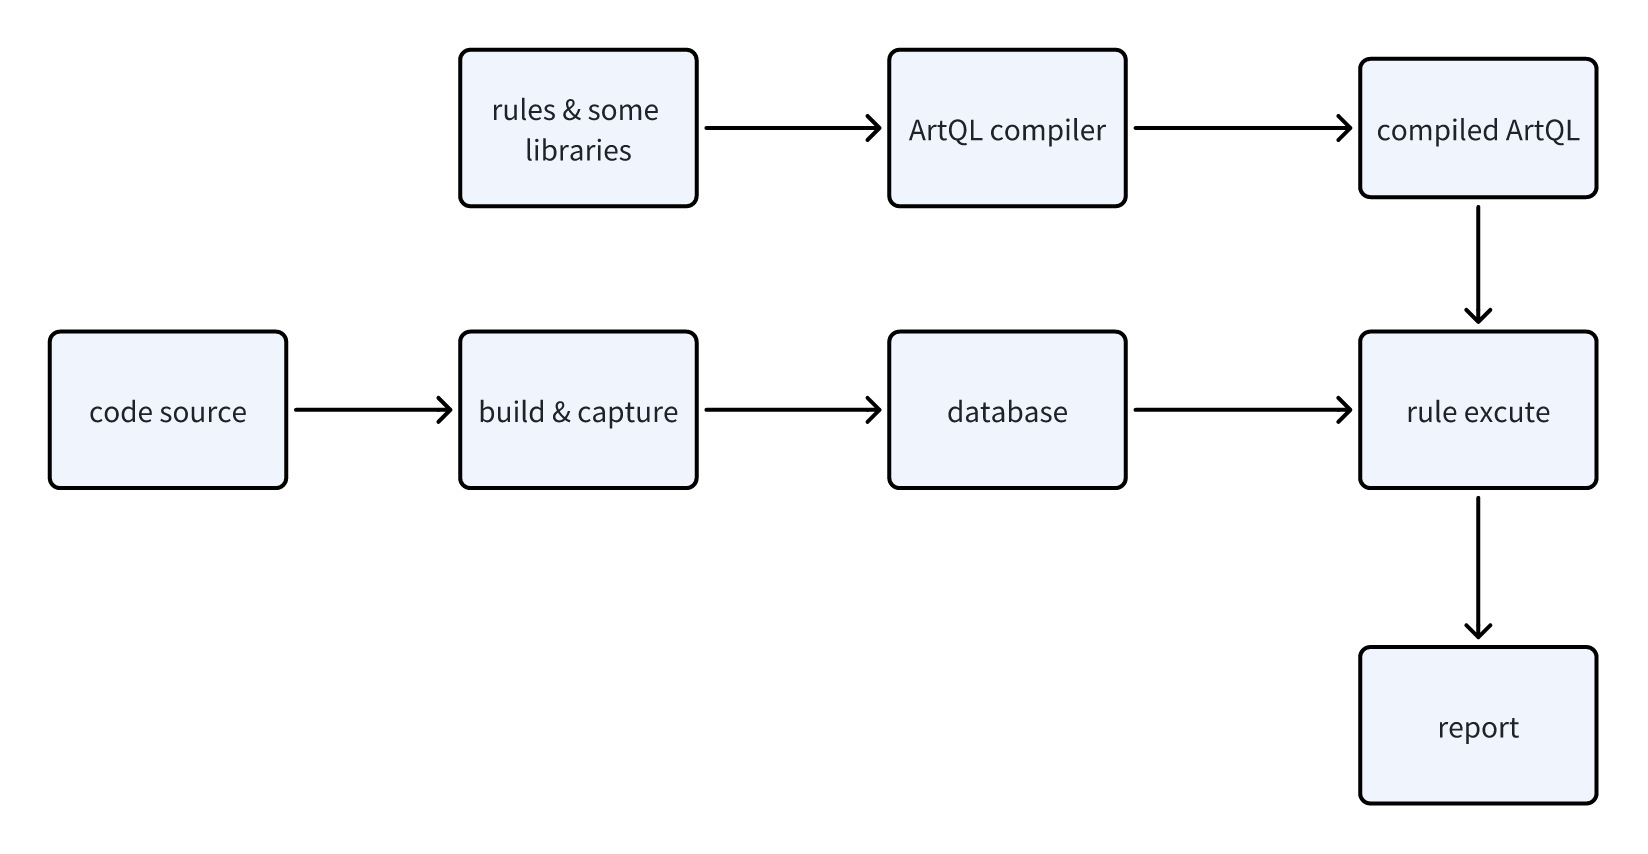 rules & some
libraries
ArtQL compiler
compiled ArtQL
code source
build & capture
database
rule excute
report